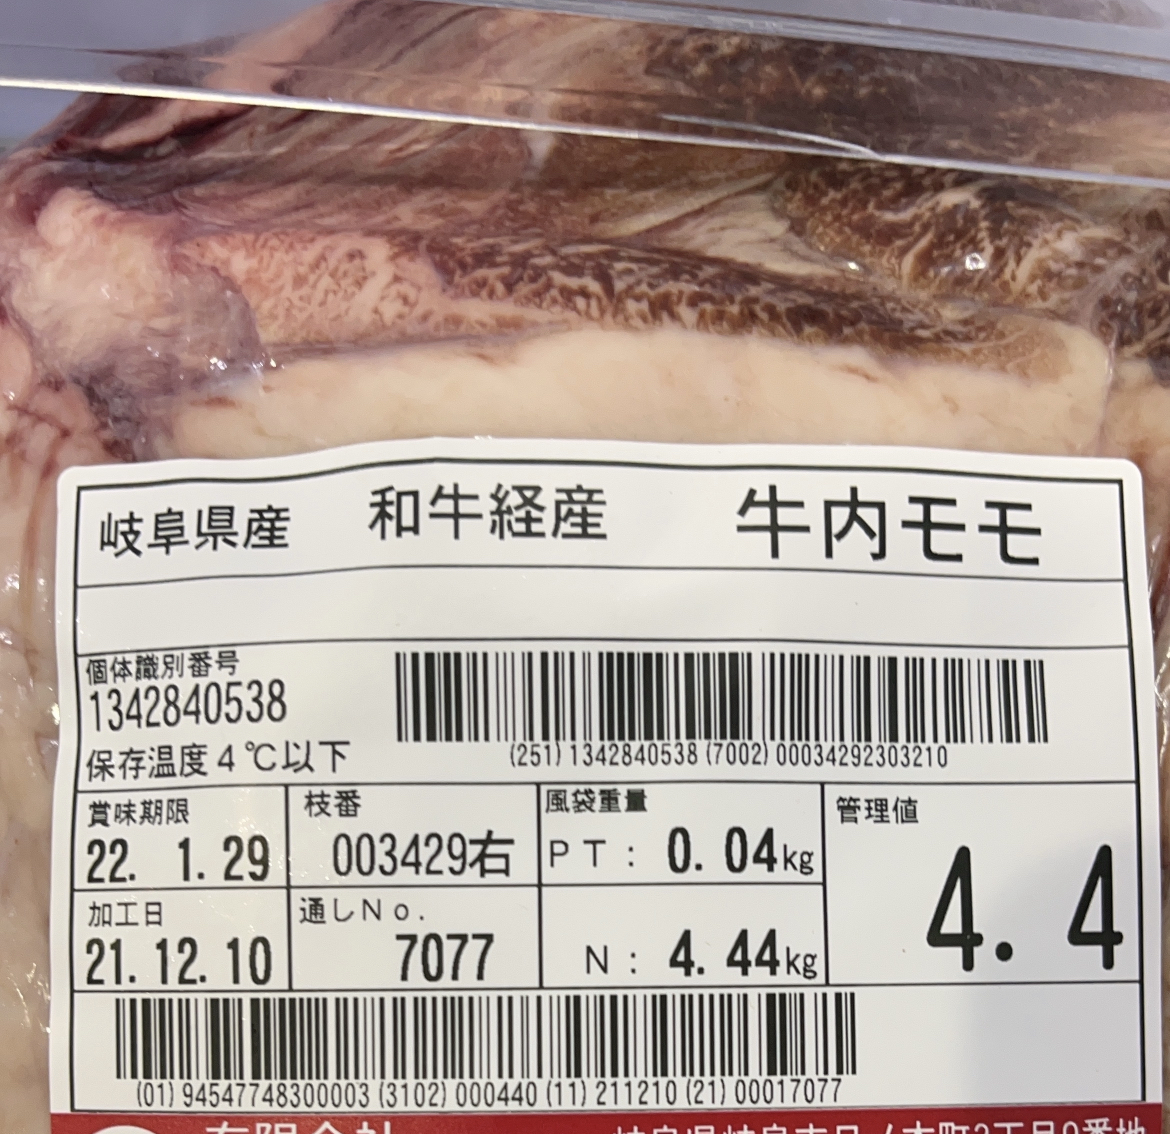 岐阜県産 和牛経産 牛内モモ
個体識別番号
1342840538
保存温度4℃以下
(251) 1342840538 (7002) 00034292303210
賞味期限
22. 1. 29
枝番
003429右
風袋重量
PT: 0.04kg
管理値
4.4
加工日
21. 12. 10
通しNo.
7077
N: 4.44kg
(01) 94547748300003 (3102) 000440 (11) 211210 (21) 00017077
有限会社